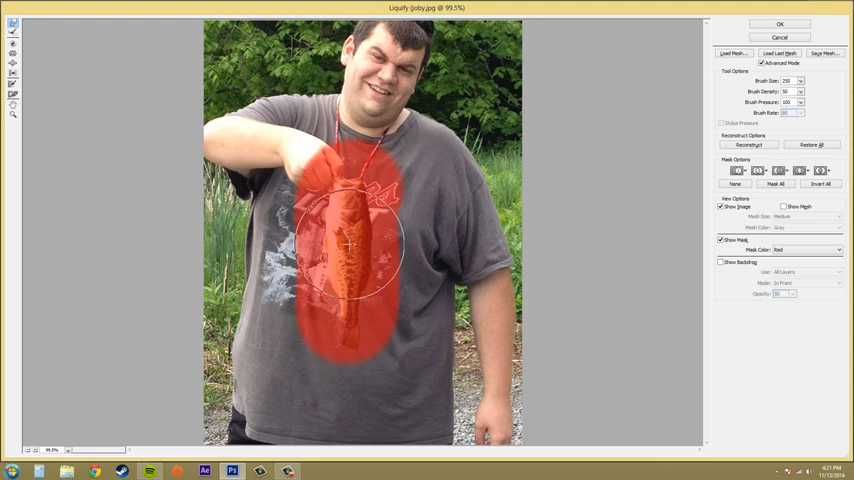 Liquify (joby.jpg @ 99.5%)
OK
Cancel
Load Mesh...
Load Last Mesh
Save Mesh...
Advanced Mode
Tool Options
Brush Size: 250
Brush Density: 50
Brush Pressure: 100
Brush Rate: 80
Stylus Pressure
Reconstruct Options
Reconstruct
Restore All
Mask Options
None
Mask All
Invert All
View Options
Show Image
Show Mesh
Mesh Size: Medium
Mesh Color: Gray
Show Mask
Mask Color: Red
Show Backdrop
Use: All Layers
Mode: In Front
Opacity: 50
99.5%
Ae
Ps
4:21 PM
11/13/2014